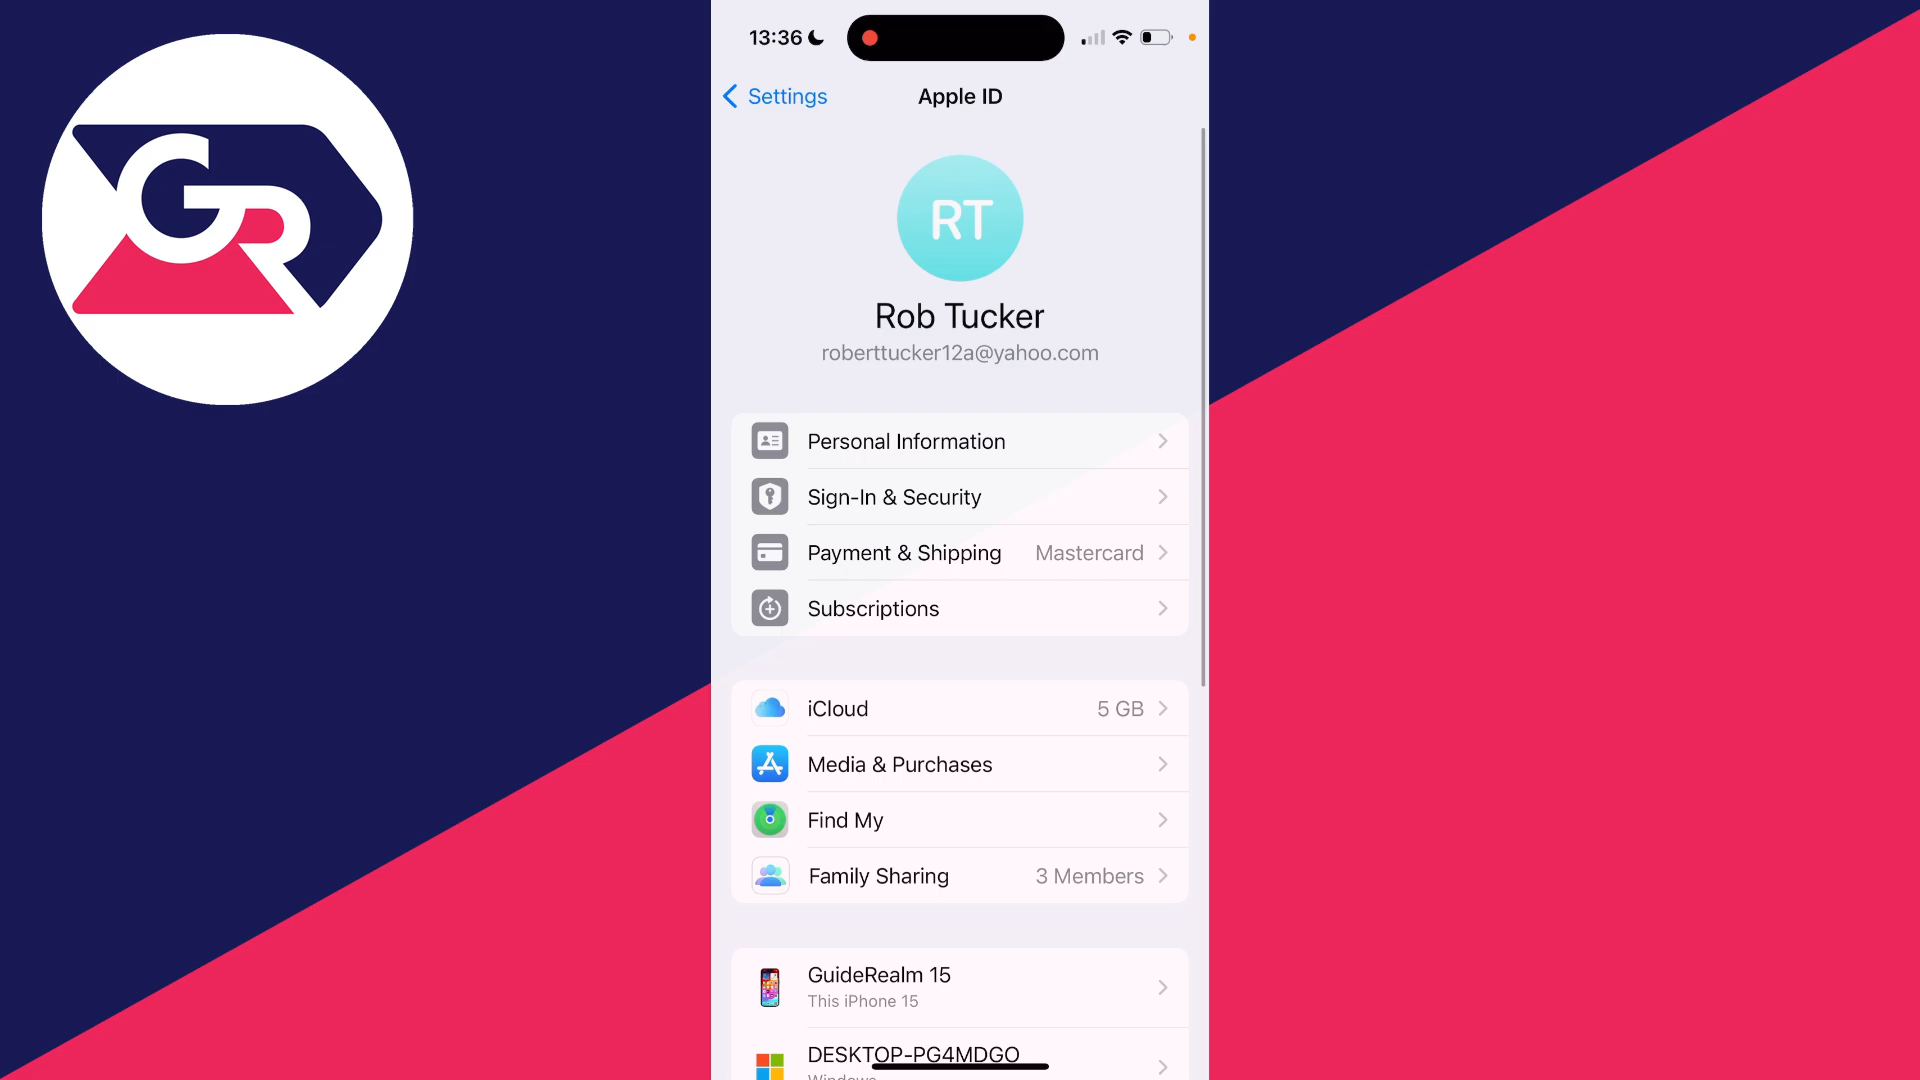 GR
13:36
Settings
Apple ID
RT
Rob Tucker
roberttucker12a@yahoo.com
Personal Information
Sign-In & Security
Payment & Shipping Mastercard
Subscriptions
iCloud 5 GB
Media & Purchases
Find My
Family Sharing 3 Members
GuideRealm 15
This iPhone 15
DESKTOP-PG4MDGO
Windows